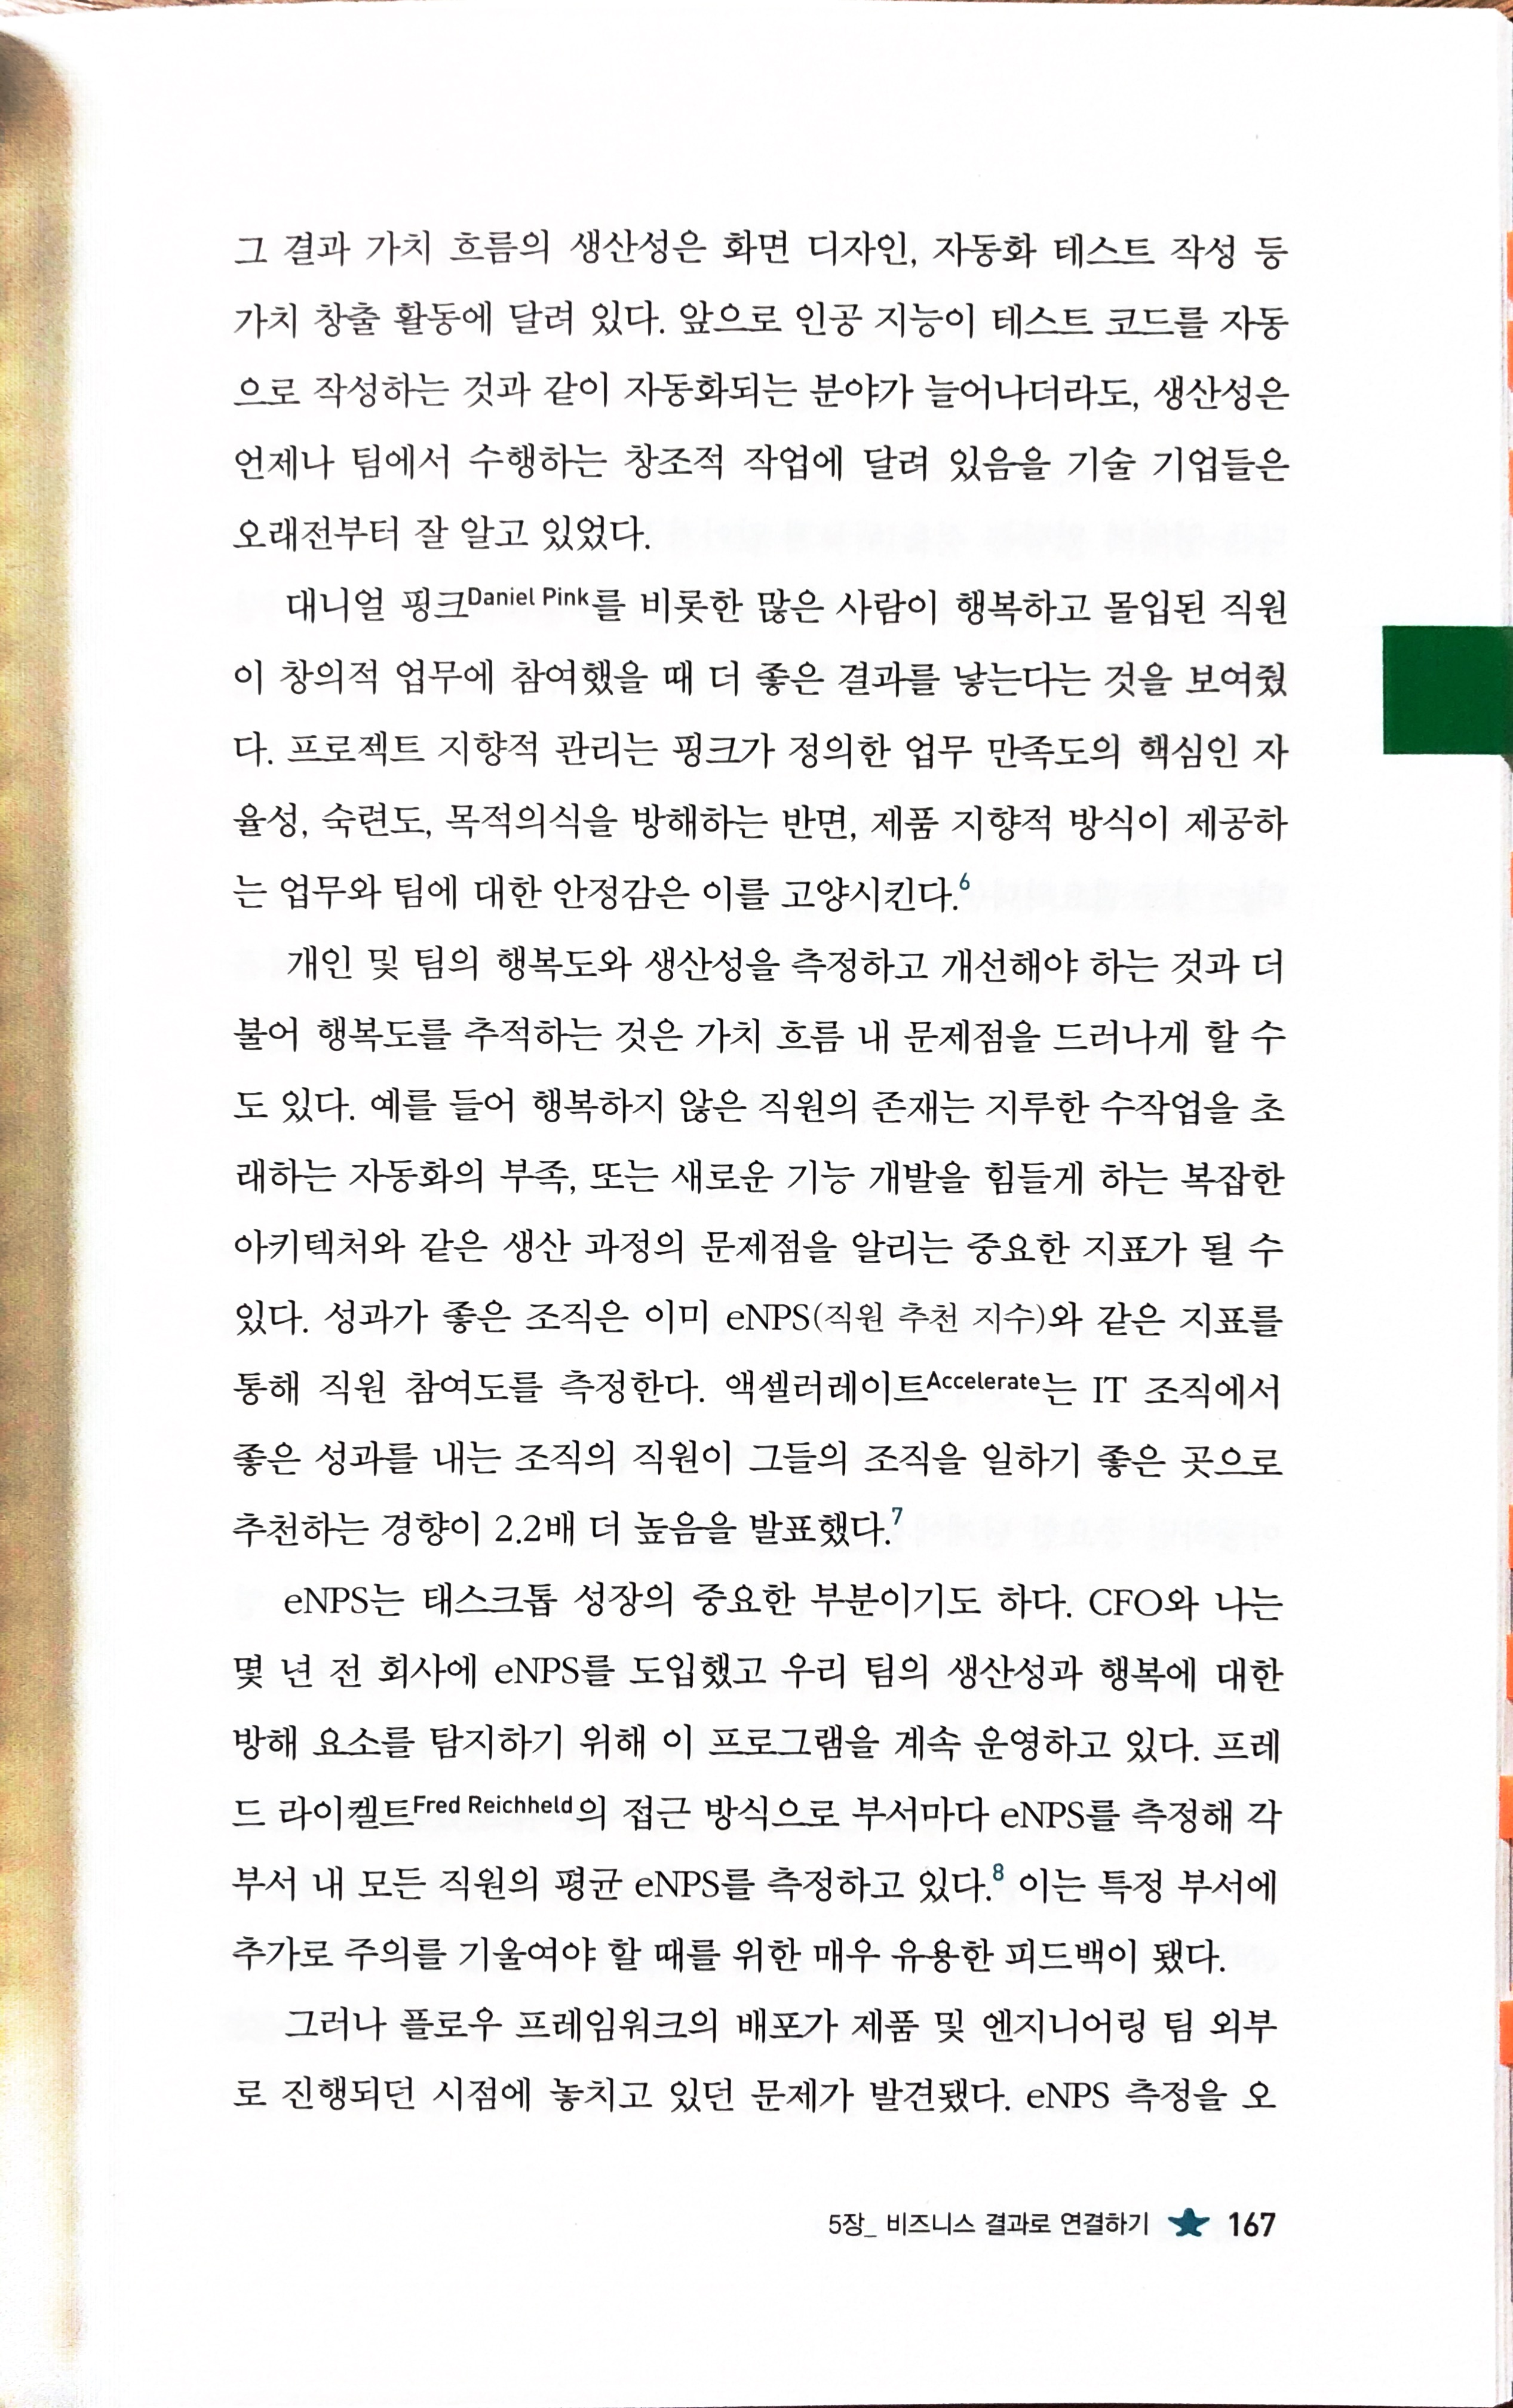 그 결과 가치 흐름의 생산성은 화면 디자인, 자동화 테스트 작성 등
가치 창출 활동에 달려 있다. 앞으로 인공 지능이 테스트 코드를 자동
으로 작성하는 것과 같이 자동화되는 분야가 늘어나더라도, 생산성은
언제나 팀에서 수행하는 창조적 작업에 달려 있음을 기술 기업들은
오래전부터 잘 알고 있었다.
대니얼 핑크Daniel Pink를 비롯한 많은 사람이 행복하고 몰입된 직원
이 창의적 업무에 참여했을 때 더 좋은 결과를 낳는다는 것을 보여줬
다. 프로젝트 지향적 관리는 핑크가 정의한 업무 만족도의 핵심인 자
율성, 숙련도, 목적의식을 방해하는 반면, 제품 지향적 방식이 제공하
는 업무와 팀에 대한 안정감은 이를 고양시킨다.6
개인 및 팀의 행복도와 생산성을 측정하고 개선해야 하는 것과 더
불어 행복도를 추적하는 것은 가치 흐름 내 문제점을 드러나게 할 수
도 있다. 예를 들어 행복하지 않은 직원의 존재는 지루한 수작업을 초
래하는 자동화의 부족, 또는 새로운 기능 개발을 힘들게 하는 복잡한
아키텍처와 같은 생산 과정의 문제점을 알리는 중요한 지표가 될 수
있다. 성과가 좋은 조직은 이미 eNPS(직원 추천 지수)와 같은 지표를
통해 직원 참여도를 측정한다. 액셀러레이트Accelerate는 IT 조직에서
좋은 성과를 내는 조직의 직원이 그들의 조직을 일하기 좋은 곳으로
추천하는 경향이 2.2배 더 높음을 발표했다.7
eNPS는 태스크톱 성장의 중요한 부분이기도 하다. CFO와 나는
몇 년 전 회사에 eNPS를 도입했고 우리 팀의 생산성과 행복에 대한
방해 요소를 탐지하기 위해 이 프로그램을 계속 운영하고 있다. 프레
드 라이켈트Fred Reichheld의 접근 방식으로 부서마다 eNPS를 측정해 각
부서 내 모든 직원의 평균 eNPS를 측정하고 있다.8 이는 특정 부서에
추가로 주의를 기울여야 할 때를 위한 매우 유용한 피드백이 됐다.
그러나 플로우 프레임워크의 배포가 제품 및 엔지니어링 팀 외부
로 진행되던 시점에 놓치고 있던 문제가 발견됐다. eNPS 측정을 오
5장_ 비즈니스 결과로 연결하기 ★ 167